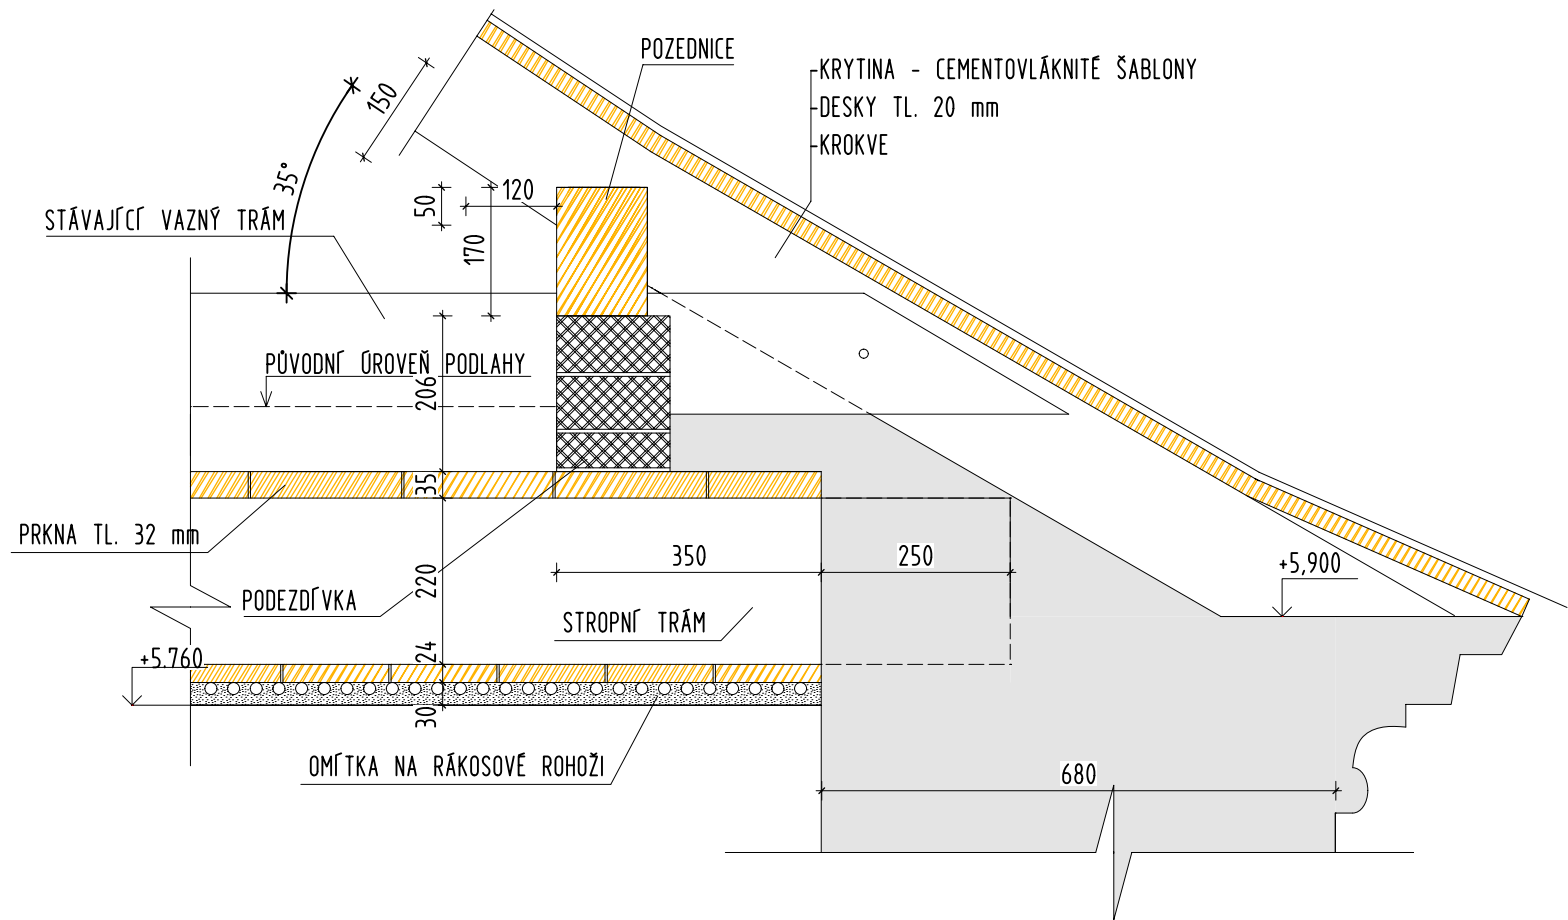 POZEDNICE
KRYTINA - CEMENTOVLÁKNITÉ ŠABLONY
DESKY TL. 20 mm
KROKVE
150
35°
120
50
170
STÁVAJÍCÍ VAZNÝ TRÁM
PŮVODNÍ ÚROVEŇ PODLAHY
206
35
PRKNA TL. 32 mm
350
250
+5,900
220
PODEZDÍVKA
STROPNÍ TRÁM
24
+5.760
30
OMÍTKA NA RÁKOSOVÉ ROHOŽI
680